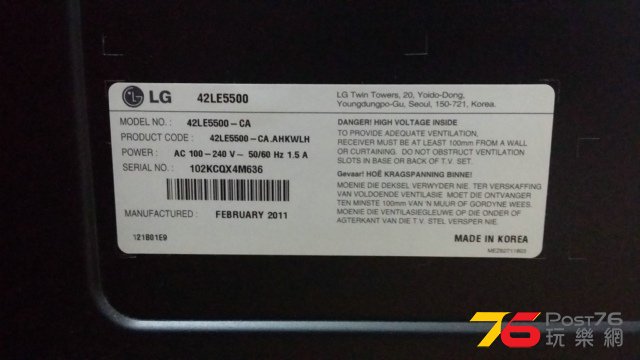 LG 42LE5500
LG Twin Towers, 20, Yoido-Dong,
Youngdungpo-Gu, Seoul, 150-721, Korea.
MODEL NO. : 42LE5500-CA
PRODUCT CODE : 42LE5500-CA.AHKWLH
POWER : AC 100-240 V~ 50/60 Hz 1.5 A
SERIAL NO. : 102KCQX4M636
MANUFACTURED : FEBRUARY 2011
121B01E9
DANGER! HIGH VOLTAGE INSIDE
TO PROVIDE ADEQUATE VENTILATION,
RECEIVER MUST BE AT LEAST 100mm FROM A WALL
OR CURTAINING. DO NOT OBSTRUCT VENTILATION
SLOTS IN BASE OR BACK OF T.V. SET.
Gevaar! HOË KRAGSPANNING BINNE!
MOENIE DIE DEKSEL VERWYDER NIE. TER VERSKAFFING
VAN VOLDOENDE VENTILASIE MOET DIE ONTVANGER
TEN MINSTE 100mm VAN 'N MUUR OF GORDYNE WEES.
MOENIE DIE VENTILASIEGLEUWE OP DIE ONDER- OF
AGTERKANT VAN DIE T.V. STEL VERSPER NIE.
MADE IN KOREA
MEZ62711803
76 Post76
玩樂網